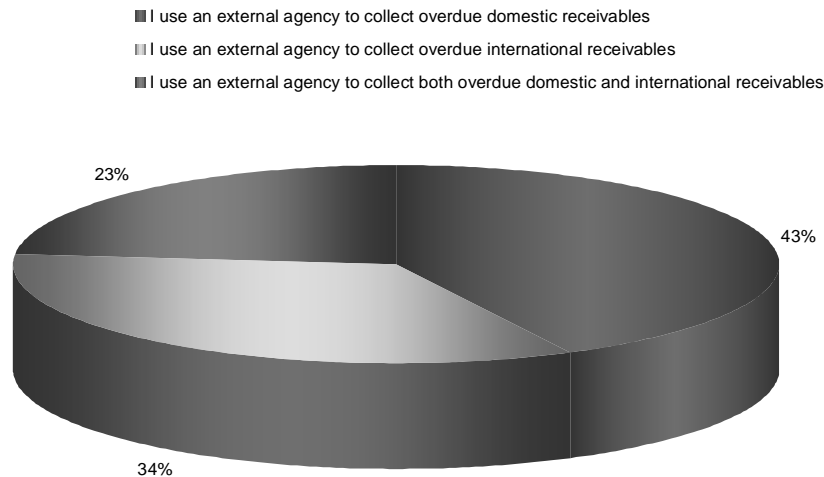 I use an external agency to collect overdue domestic receivables
I use an external agency to collect overdue international receivables
I use an external agency to collect both overdue domestic and international receivables
23%
43%
34%